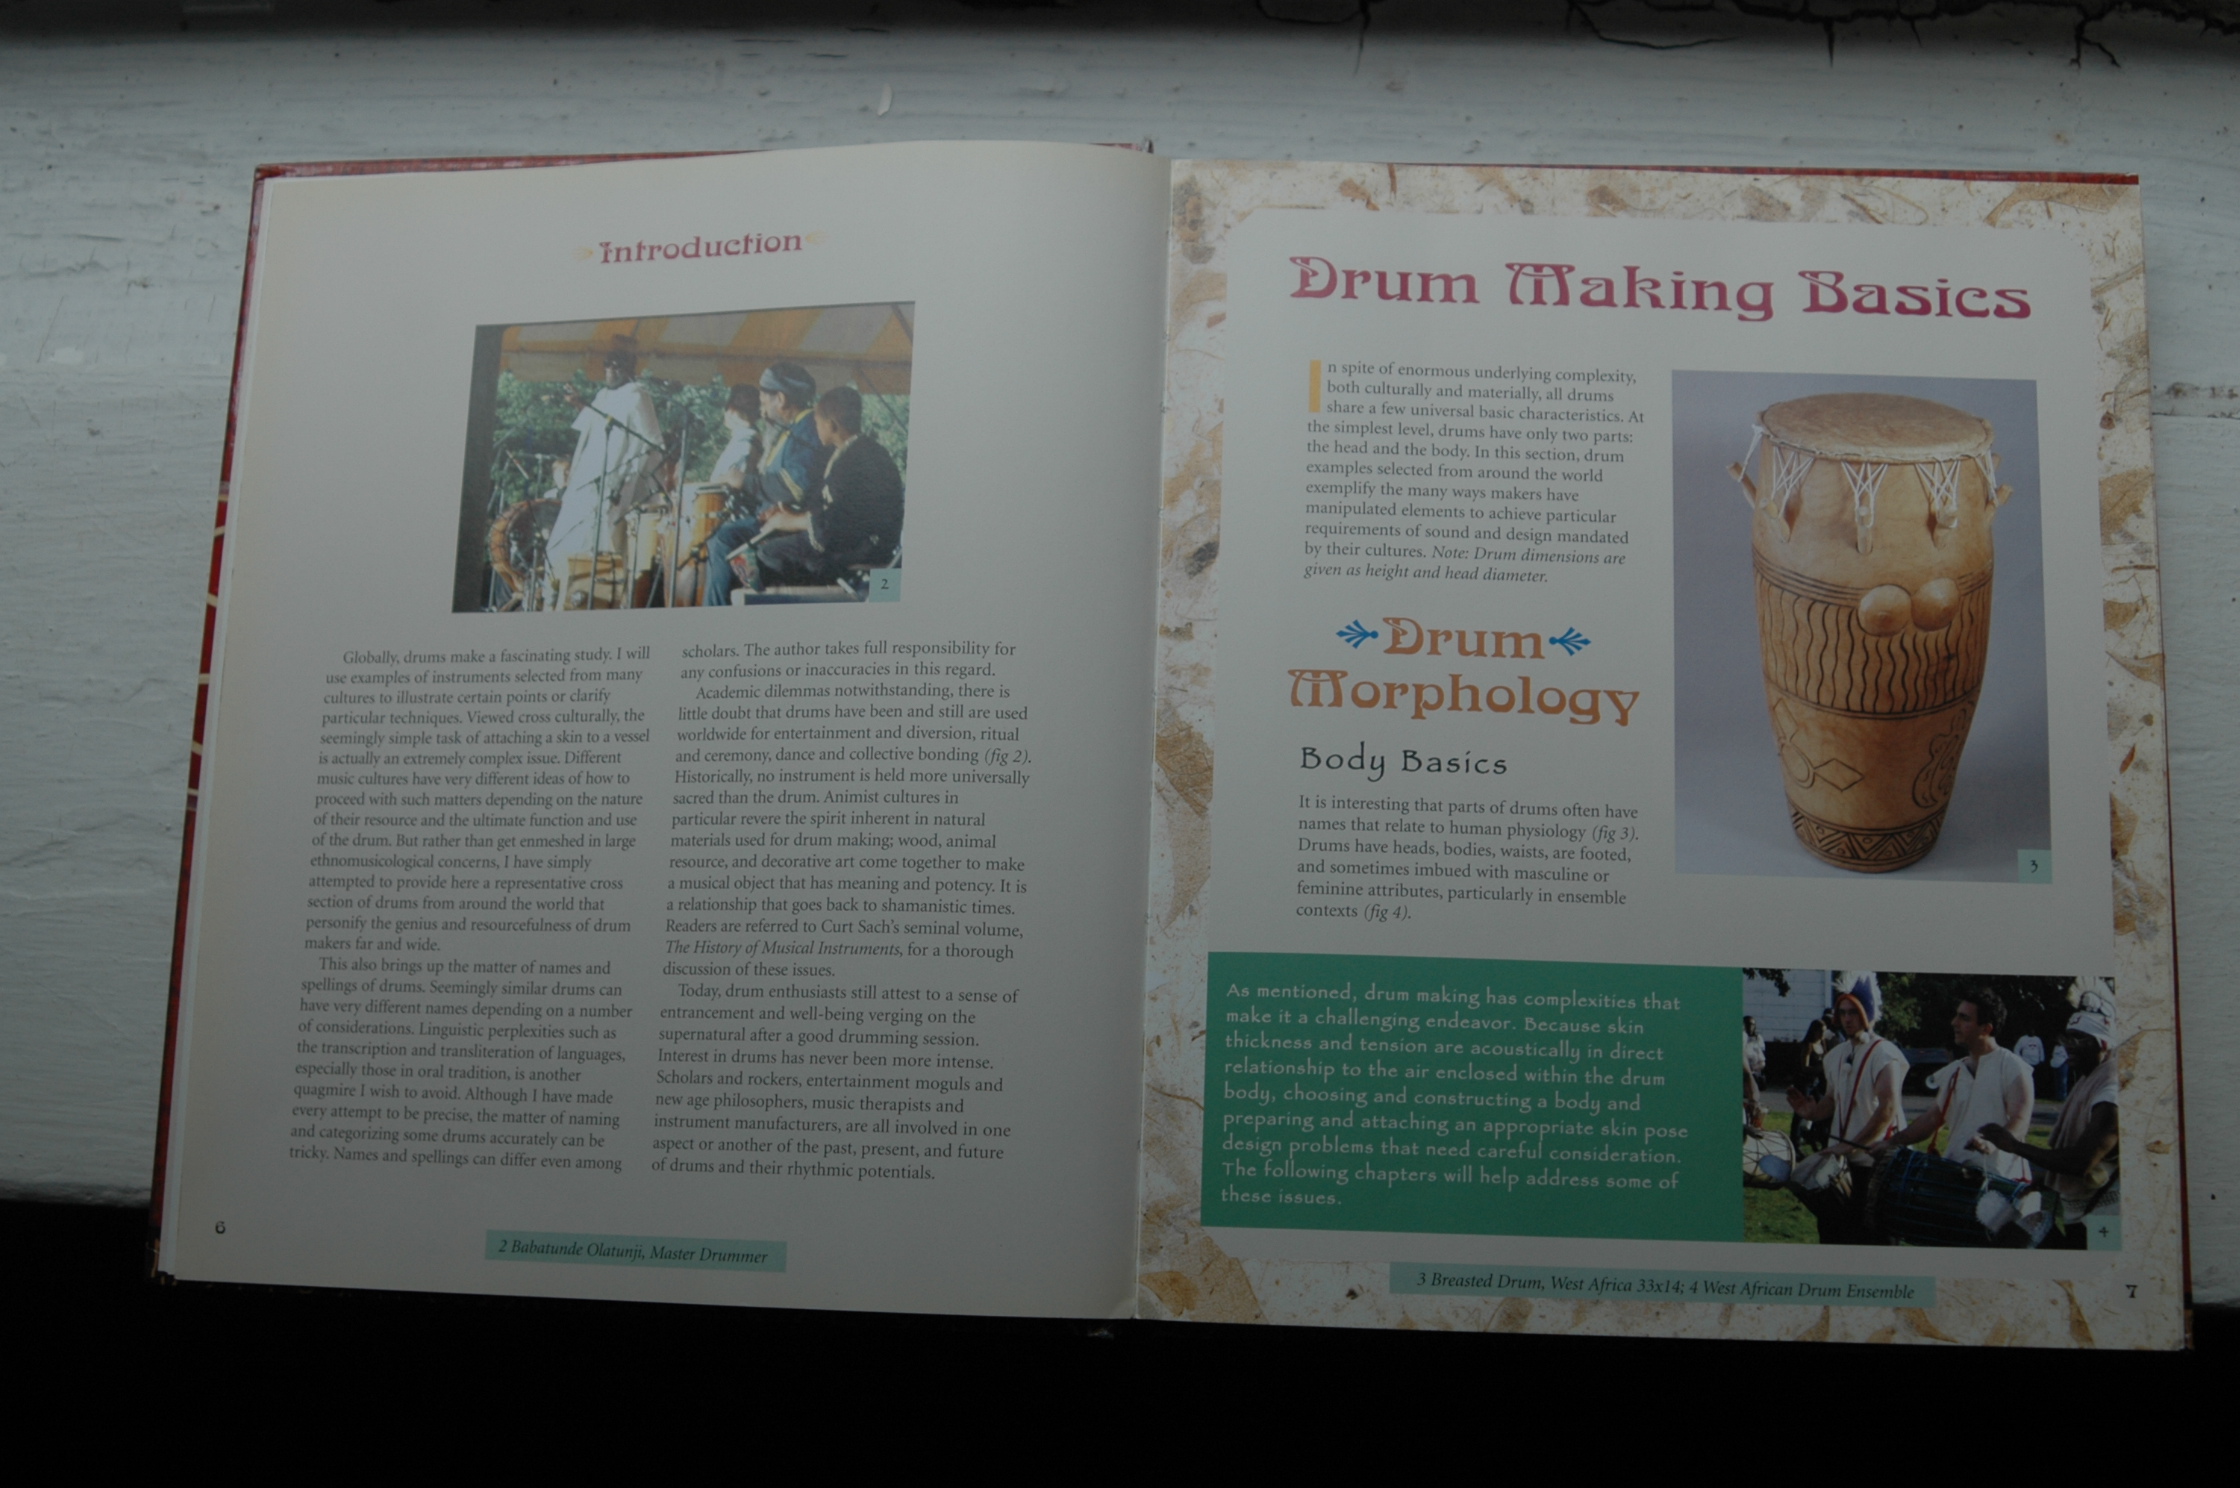 Introduction
2
Globally, drums make a fascinating study. I will
use examples of instruments selected from many
cultures to illustrate certain points or clarify
particular techniques. Viewed cross culturally, the
seemingly simple task of attaching a skin to a vessel
is actually an extremely complex issue. Different
music cultures have very different ideas of how to
proceed with such matters depending on the nature
of their resource and the ultimate function and use
of the drum. But rather than get enmeshed in large
ethnomusicological concerns, I have simply
attempted to provide here a representative cross
section of drums from around the world that
personify the genius and resourcefulness of drum
makers far and wide.
This also brings up the matter of names and
spellings of drums. Seemingly similar drums can
have very different names depending on a number
of considerations. Linguistic perplexities such as
the transcription and transliteration of languages,
especially those in oral tradition, is another
quagmire I wish to avoid. Although I have made
every attempt to be precise, the matter of naming
and categorizing some drums accurately can be
tricky. Names and spellings can differ even among
scholars. The author takes full responsibility for
any confusions or inaccuracies in this regard.
Academic dilemmas notwithstanding, there is
little doubt that drums have been and still are used
worldwide for entertainment and diversion, ritual
and ceremony, dance and collective bonding (fig 2).
Historically, no instrument is held more universally
sacred than the drum. Animist cultures in
particular revere the spirit inherent in natural
materials used for drum making; wood, animal
resource, and decorative art come together to make
a musical object that has meaning and potency. It is
a relationship that goes back to shamanistic times.
Readers are referred to Curt Sach's seminal volume,
The History of Musical Instruments, for a thorough
discussion of these issues.
Today, drum enthusiasts still attest to a sense of
entrancement and well-being verging on the
supernatural after a good drumming session.
Interest in drums has never been more intense.
Scholars and rockers, entertainment moguls and
new age philosophers, music therapists and
instrument manufacturers, are all involved in one
aspect or another of the past, present, and future
of drums and their rhythmic potentials.
6
2 Babatunde Olatunji, Master Drummer
Drum Making Basics
In spite of enormous underlying complexity,
both culturally and materially, all drums
share a few universal basic characteristics. At
the simplest level, drums have only two parts:
the head and the body. In this section, drum
examples selected from around the world
exemplify the many ways makers have
manipulated elements to achieve particular
requirements of sound and design mandated
by their cultures. Note: Drum dimensions are
given as height and head diameter.
Drum
Morphology
Body Basics
It is interesting that parts of drums often have
names that relate to human physiology (fig 3).
Drums have heads, bodies, waists, are footed,
and sometimes imbued with masculine or
feminine attributes, particularly in ensemble
contexts (fig 4).
3
As mentioned, drum making has complexities that
make it a challenging endeavor. Because skin
thickness and tension are acoustically in direct
relationship to the air enclosed within the drum
body, choosing and constructing a body and
preparing and attaching an appropriate skin pose
design problems that need careful consideration.
The following chapters will help address some of
these issues.
4
3 Breasted Drum, West Africa 33x14; 4 West African Drum Ensemble
7